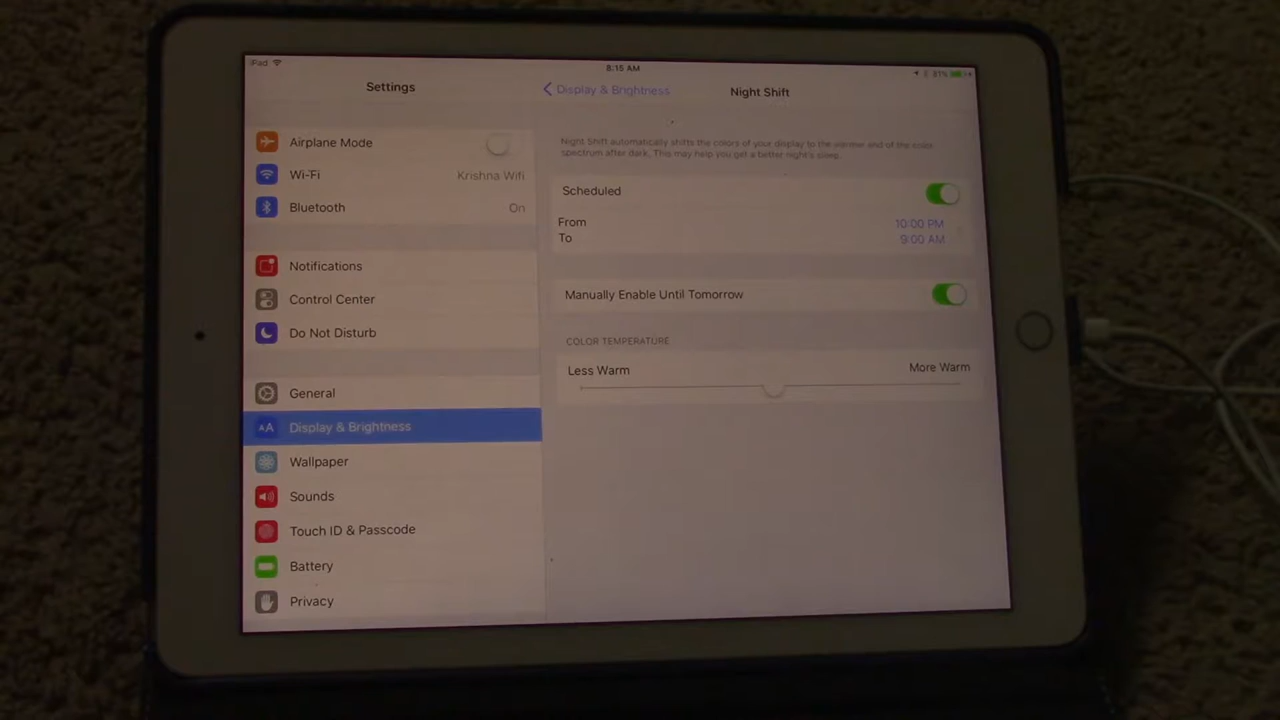 iPad
8:15 AM
81%
Settings
Display & Brightness
Night Shift
Airplane Mode
Wi-Fi
Krishna Wifi
Bluetooth
On
Notifications
Control Center
Do Not Disturb
General
AA Display & Brightness
Wallpaper
Sounds
Touch ID & Passcode
Battery
Privacy
Night Shift automatically shifts the colors of your display to the warmer end of the color
spectrum after dark. This may help you get a better night's sleep.
Scheduled
From
10:00 PM
To
9:00 AM
Manually Enable Until Tomorrow
COLOR TEMPERATURE
Less Warm
More Warm